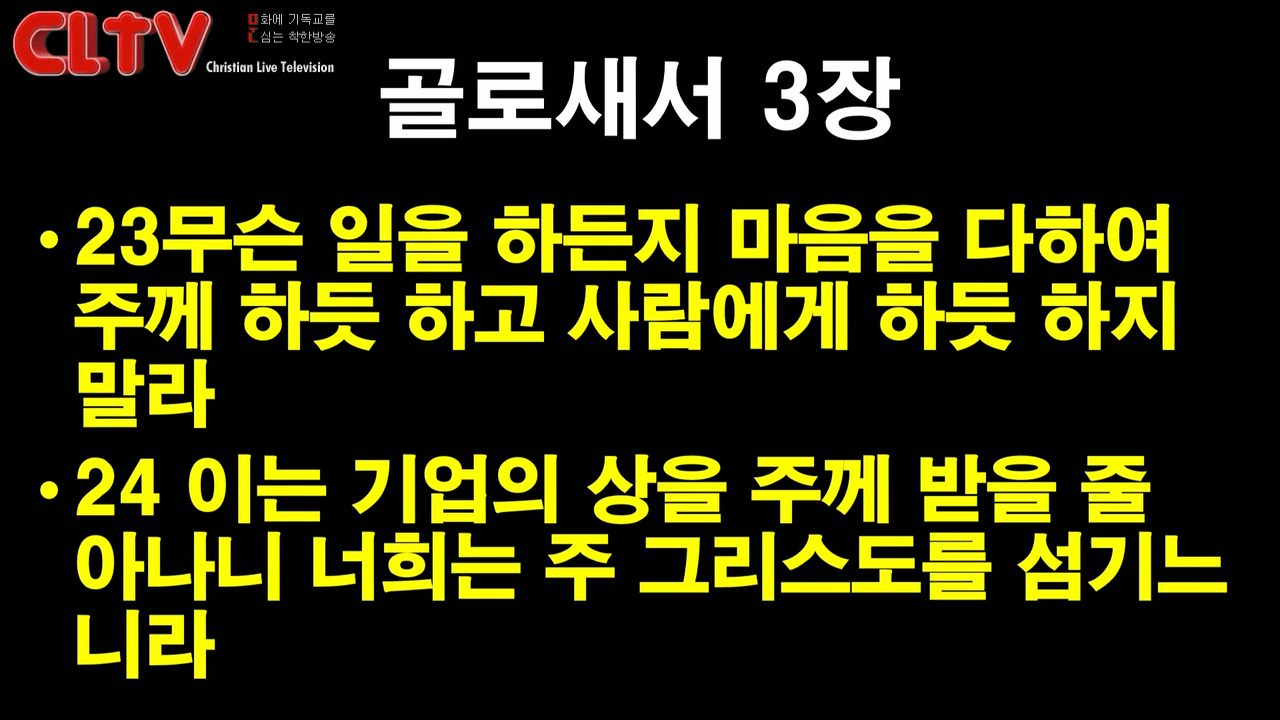 CLTV
문화에 기독교를
심는 착한방송
Christian Live Television
골로새서 3장
• 23무슨 일을 하든지 마음을 다하여
주께 하듯 하고 사람에게 하듯 하지
말라
• 24 이는 기업의 상을 주께 받을 줄
아나니 너희는 주 그리스도를 섬기느
니라